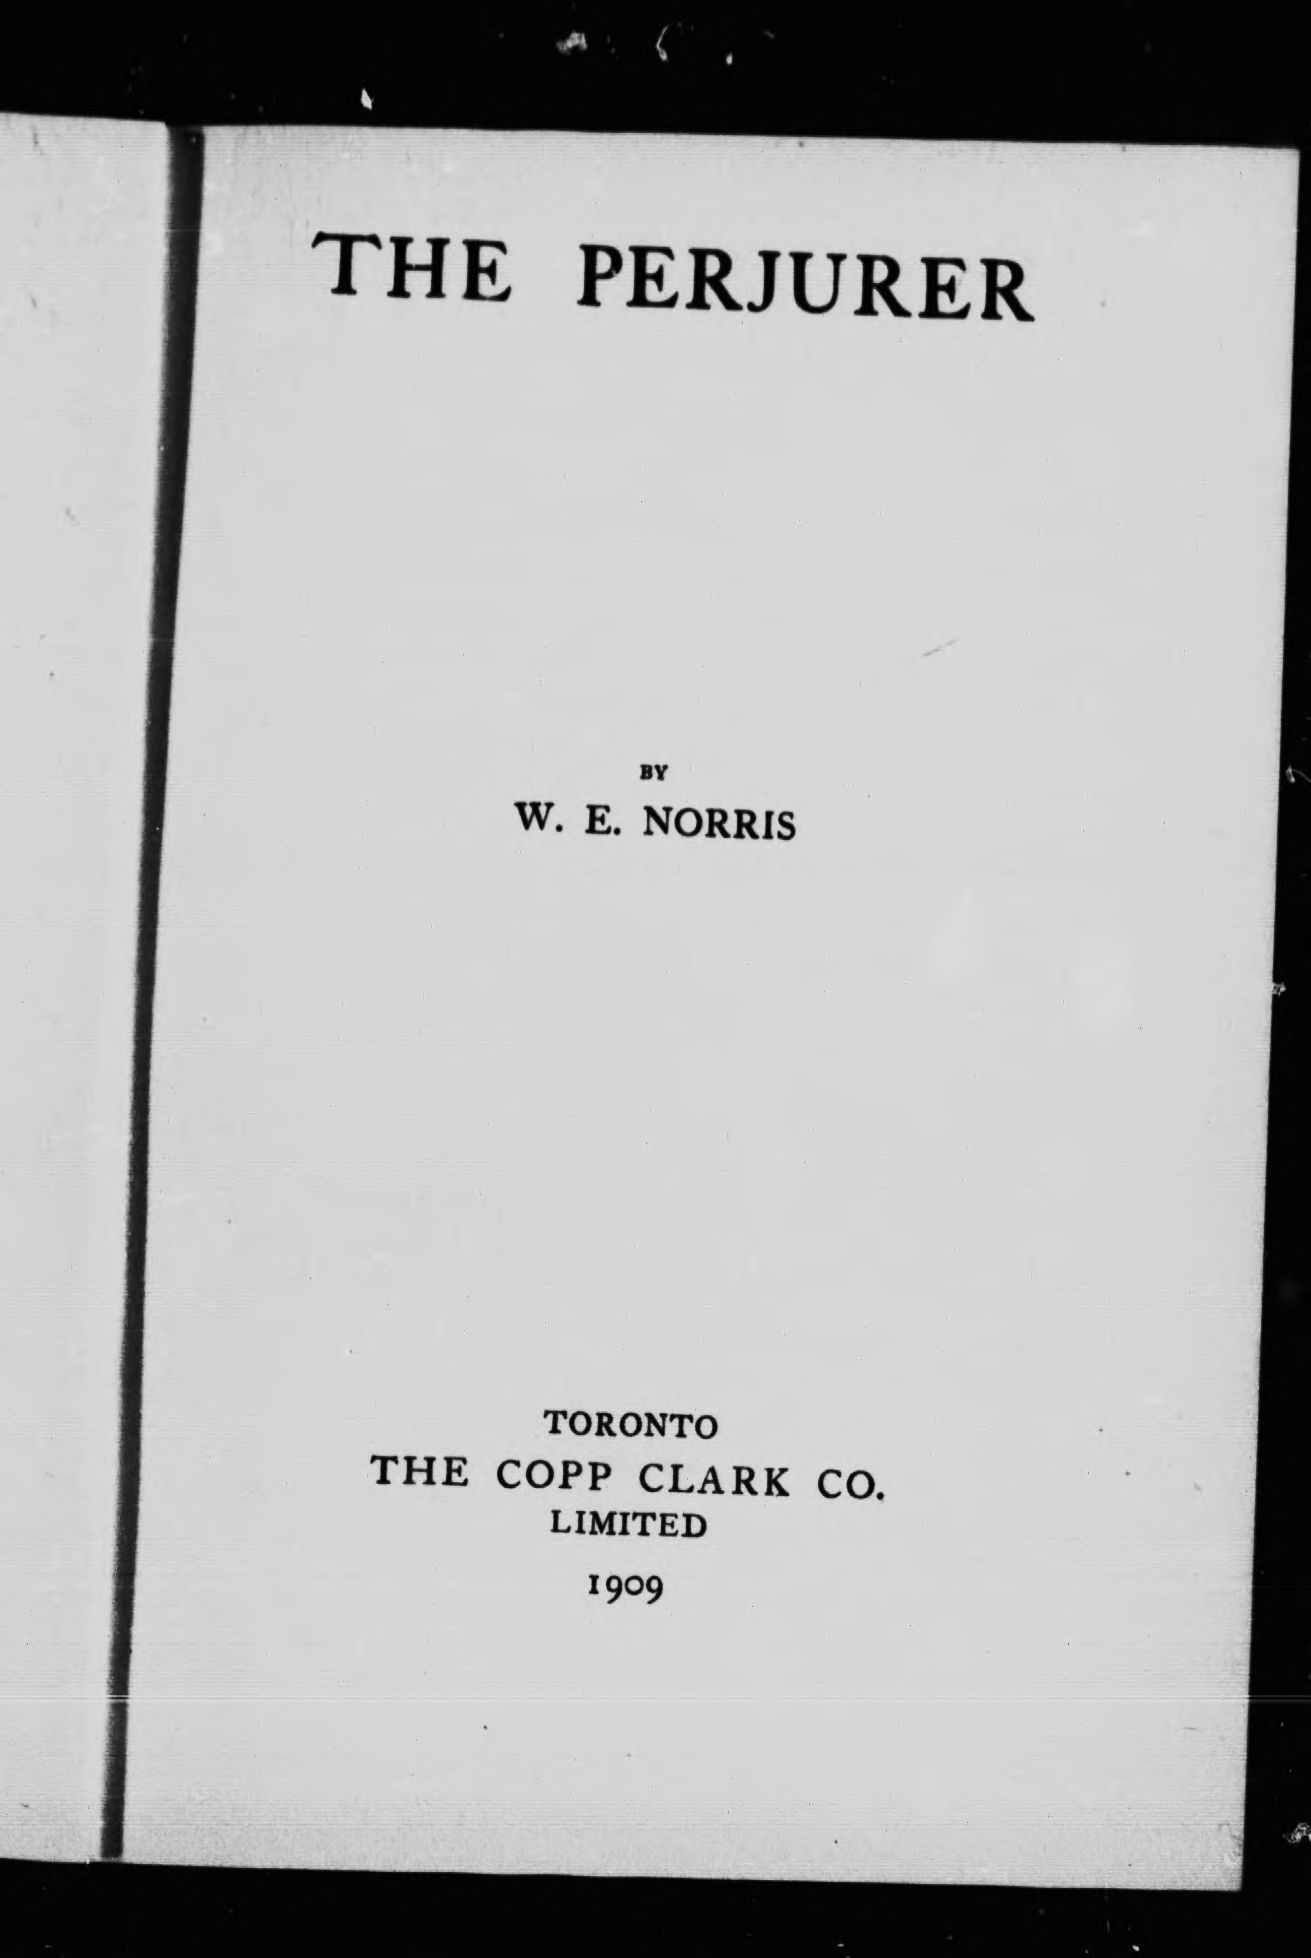 THE PERJURER
BY
W. E. NORRIS
TORONTO
THE COPP CLARK CO.
LIMITED
1909